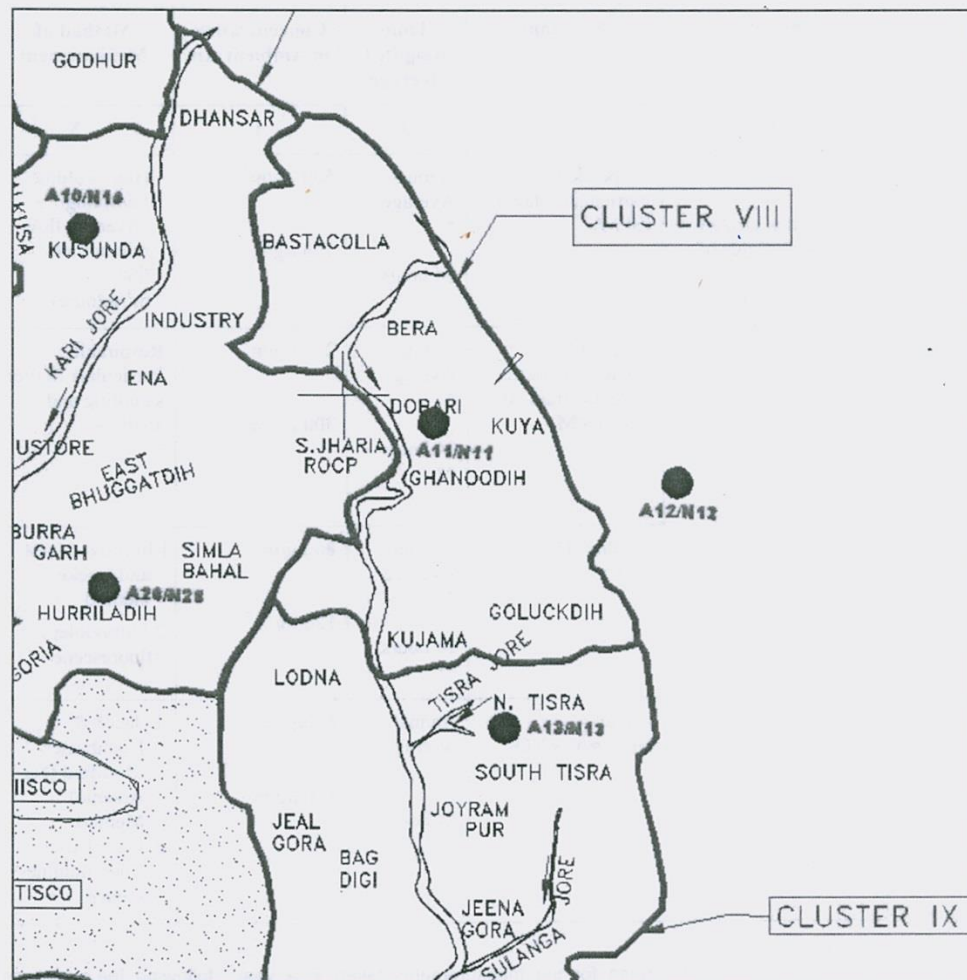 GODHUR
DHANSAR
A10/N10
KUSUNDA
BASTACOLLA
CLUSTER VIII
KARI JORE
INDUSTRY
BERA
ENA
DOBARI
KUYA
USTORE
S.JHARIA
ROCP
A11/N11
GHANOODIH
EAST
BHUGGATDIH
A12/N12
BURRA
GARH
SIMLA
BAHAL
HURRILADIH
GOLUCKDIH
KUJAMA
GORIA
LODNA
TISRA JORE
N. TISRA
A13/N13
SOUTH TISRA
IISCO
JOYRAM
PUR
JEAL
GORA
BAG
DIGI
TISCO
JEENA
GORA
SULANGA JORE
CLUSTER IX